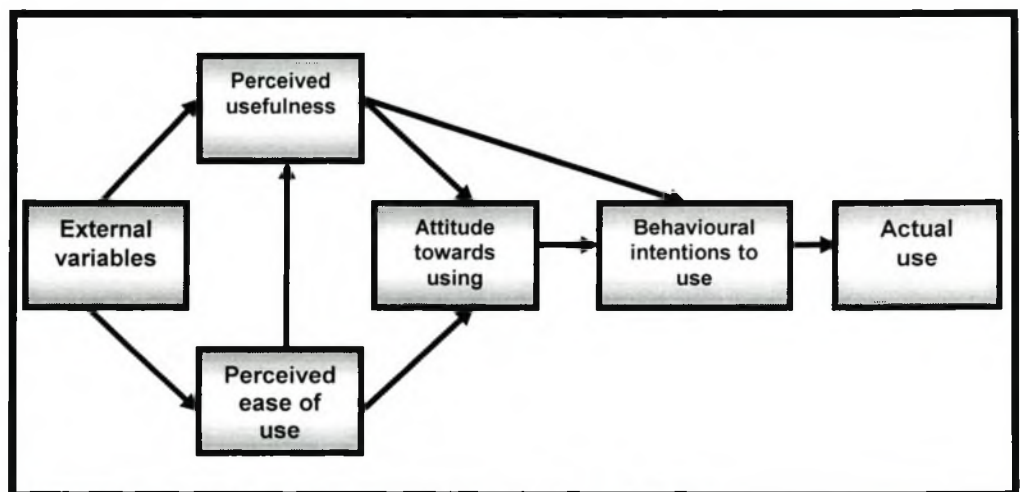 Perceived
usefulness
External
variables
Attitude
towards
using
Behavioural
intentions to
use
Actual
use
Perceived
ease of
use